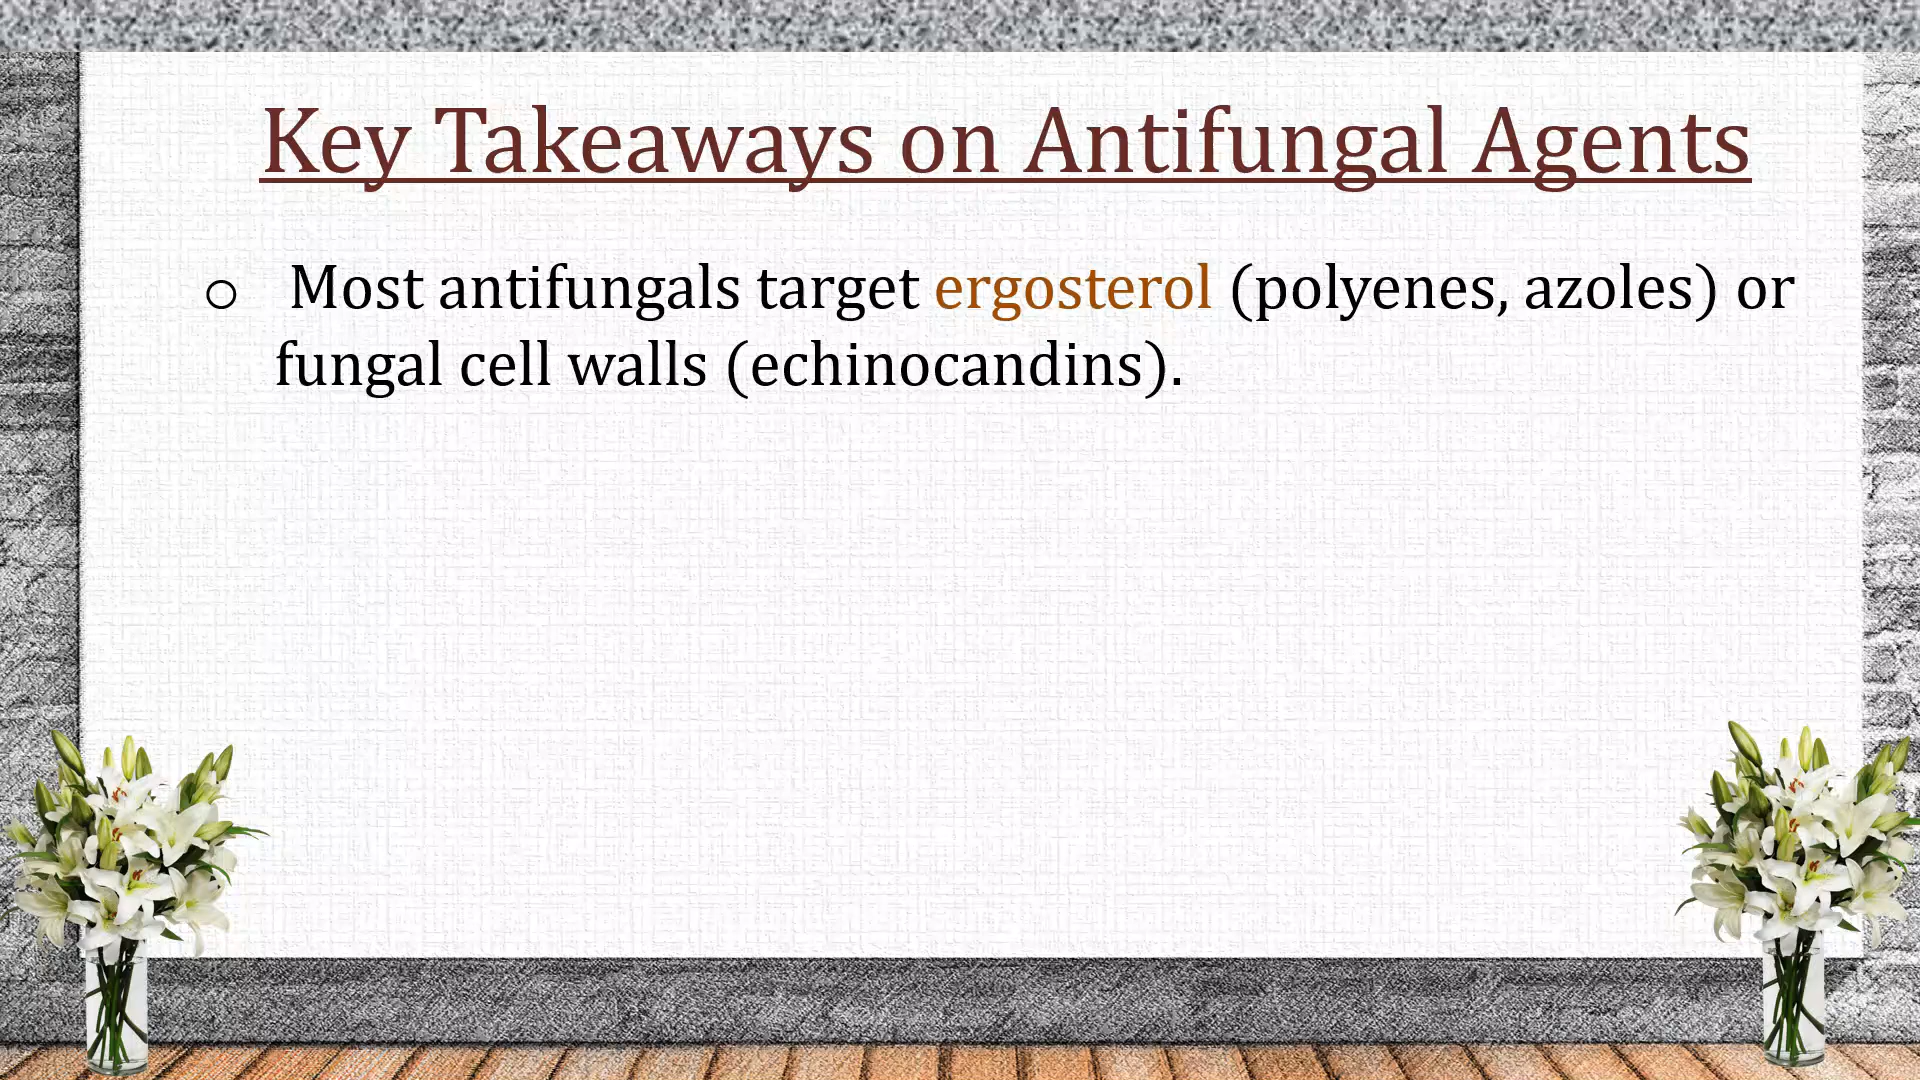 Key Takeaways on Antifungal Agents
o Most antifungals target ergosterol (polyenes, azoles) or
fungal cell walls (echinocandins).